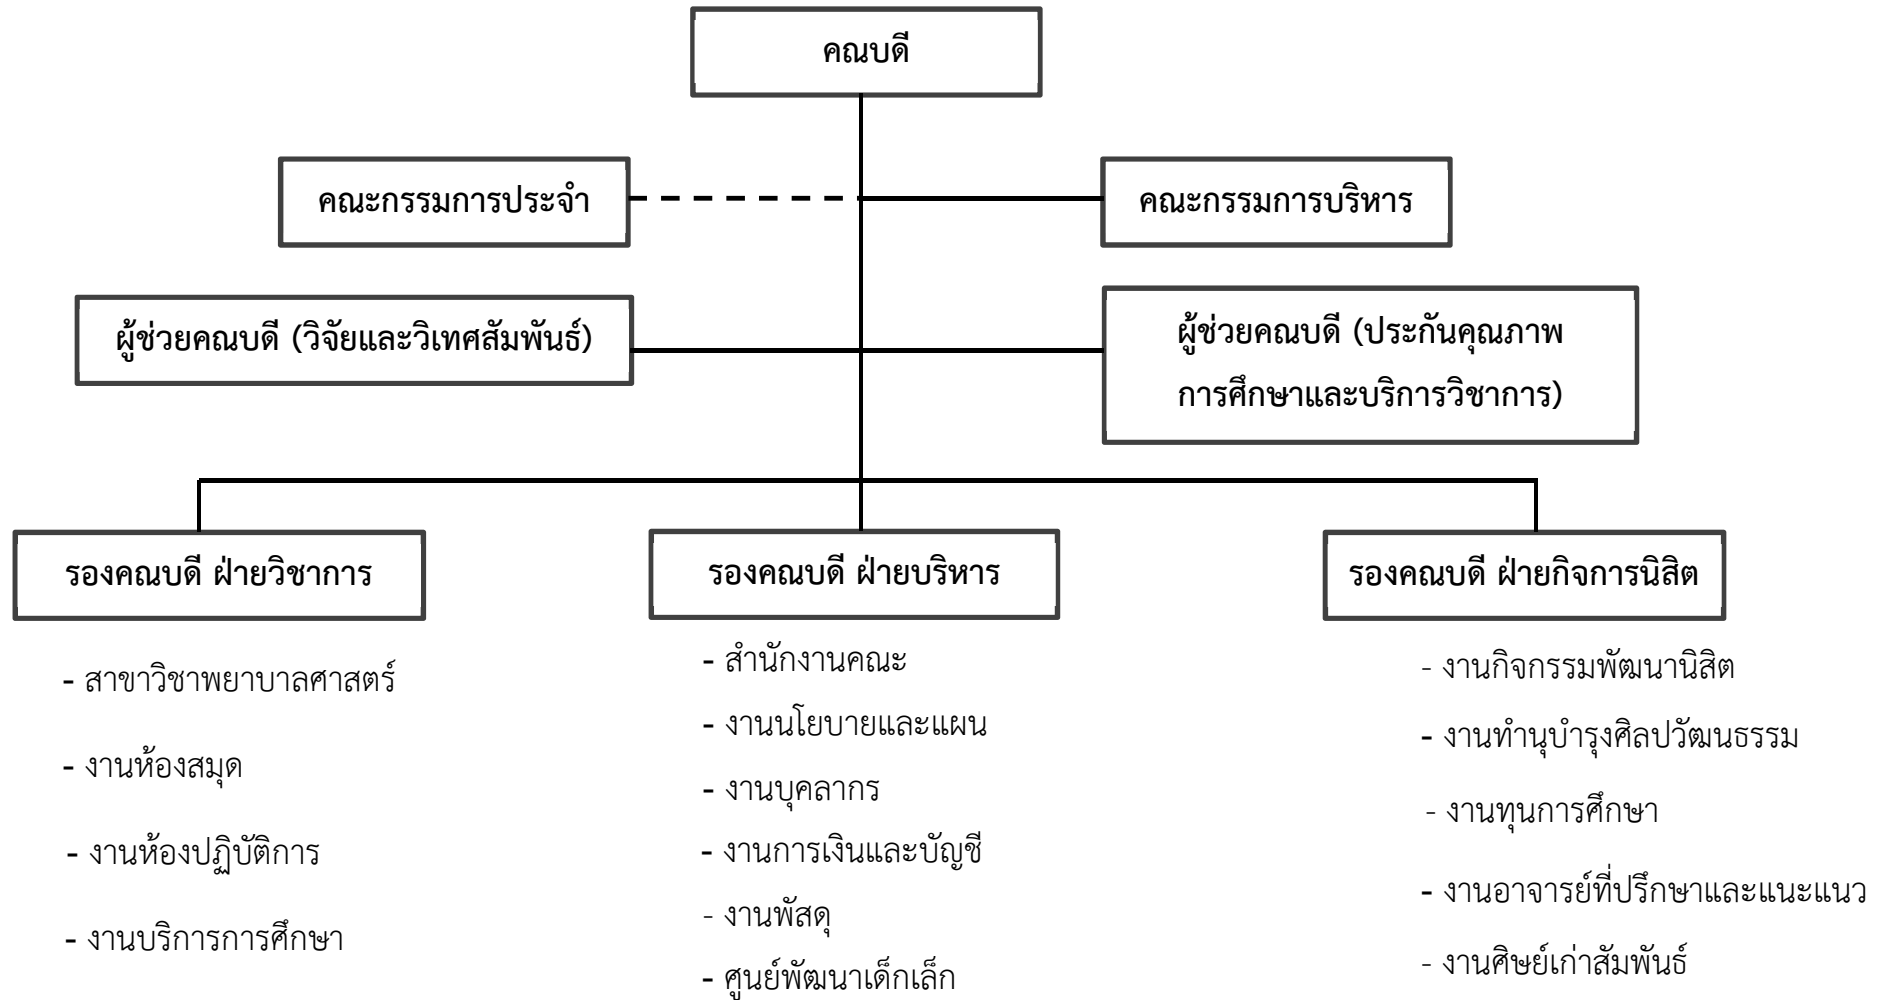 คณบดี
คณะกรรมการประจำ
คณะกรรมการบริหาร
ผู้ช่วยคณบดี (วิจัยและวิเทศสัมพันธ์)
ผู้ช่วยคณบดี (ประกันคุณภาพ
การศึกษาและบริการวิชาการ)
รองคณบดี ฝ่ายวิชาการ
- สาขาวิชาพยาบาลศาสตร์
- งานห้องสมุด
- งานห้องปฏิบัติการ
- งานบริการการศึกษา
รองคณบดี ฝ่ายบริหาร
- สำนักงานคณะ
- งานนโยบายและแผน
- งานบุคลากร
- งานการเงินและบัญชี
- งานพัสดุ
- ศูนย์พัฒนาเด็กเล็ก
รองคณบดี ฝ่ายกิจการนิสิต
- งานกิจกรรมพัฒนานิสิต
- งานทำนุบำรุงศิลปวัฒนธรรม
- งานทุนการศึกษา
- งานอาจารย์ที่ปรึกษาและแนะแนว
- งานศิษย์เก่าสัมพันธ์